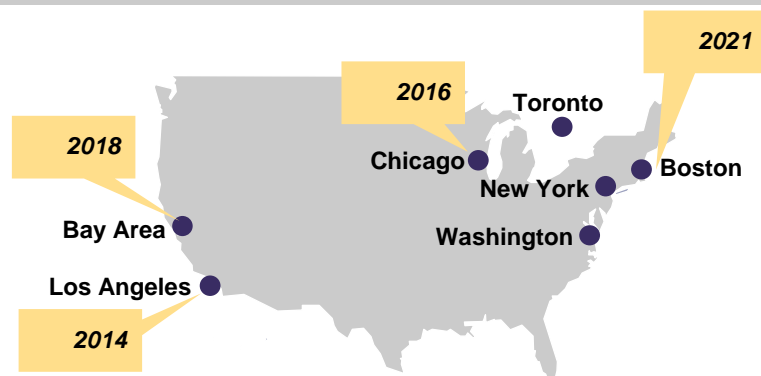 2021
2016
Toronto
2018
Chicago
Boston
New York
Bay Area
Washington
Los Angeles
2014